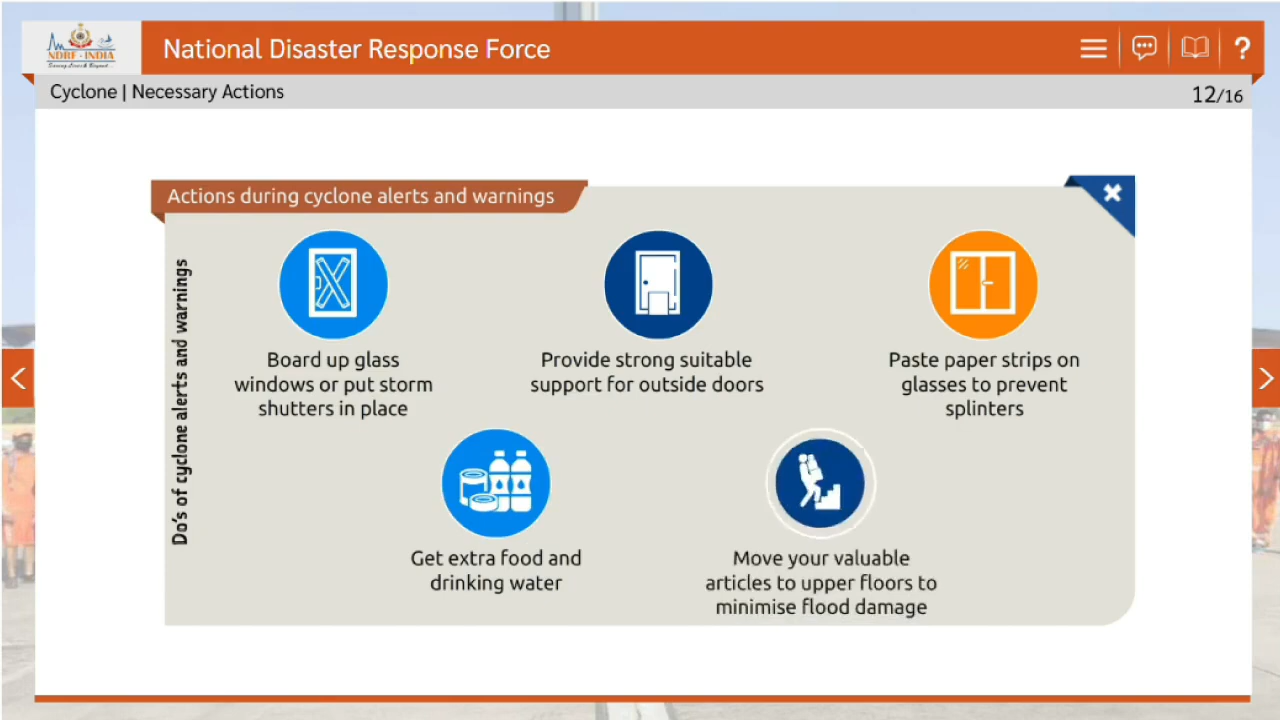 NDRF - INDIA
National Disaster Response Force
?
Cyclone | Necessary Actions
12/16
Actions during cyclone alerts and warnings
Do's of cyclone alerts and warnings
Board up glass
windows or put storm
shutters in place
Provide strong suitable
support for outside doors
Paste paper strips on
glasses to prevent
splinters
Get extra food and
drinking water
Move your valuable
articles to upper floors to
minimise flood damage